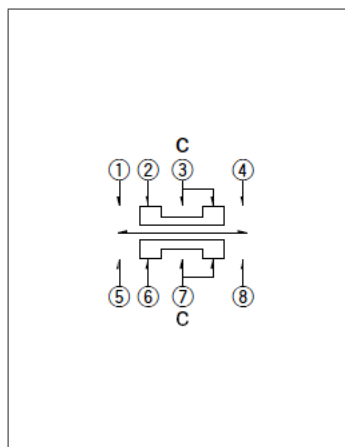 C
① ② ③ ④
⑤ ⑥ ⑦ ⑧
C